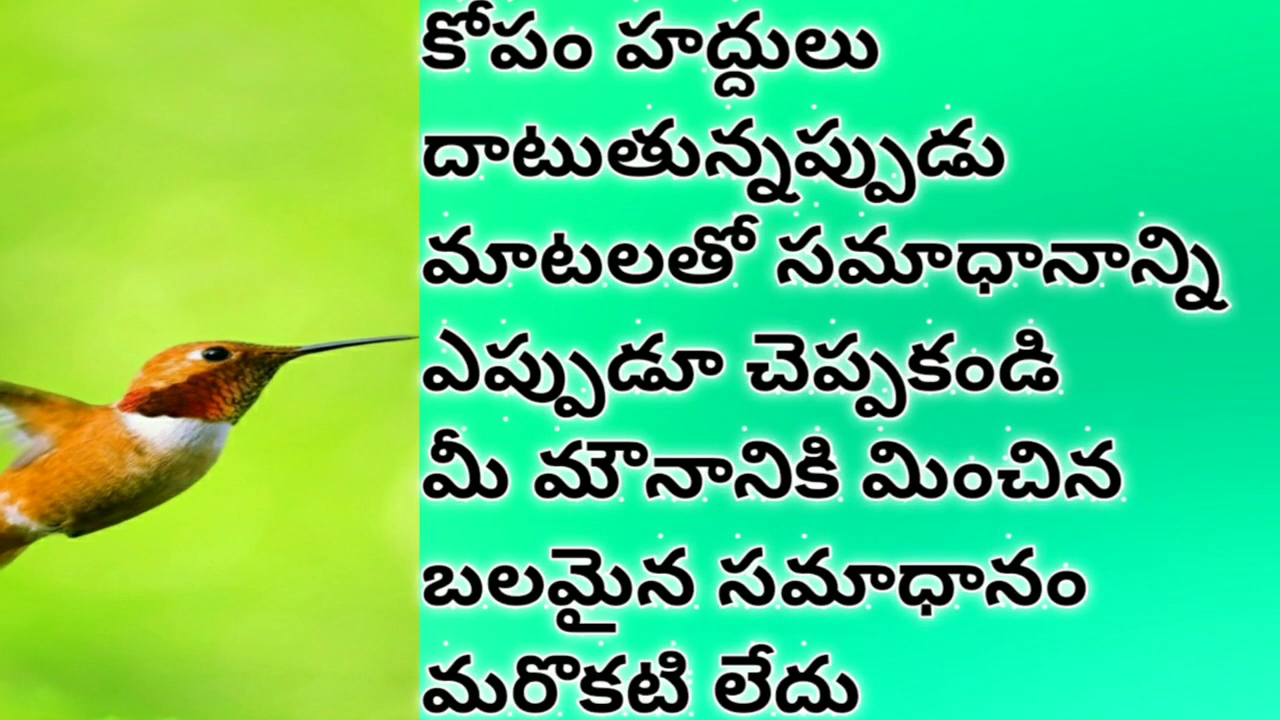 కోపం హద్దులు
దాటుతున్నప్పుడు
మాటలతో సమాధానాన్ని
ఎప్పుడూ చెప్పకండి
మీ మౌనానికి మించిన
బలమైన సమాధానం
మరొకటి లేదు